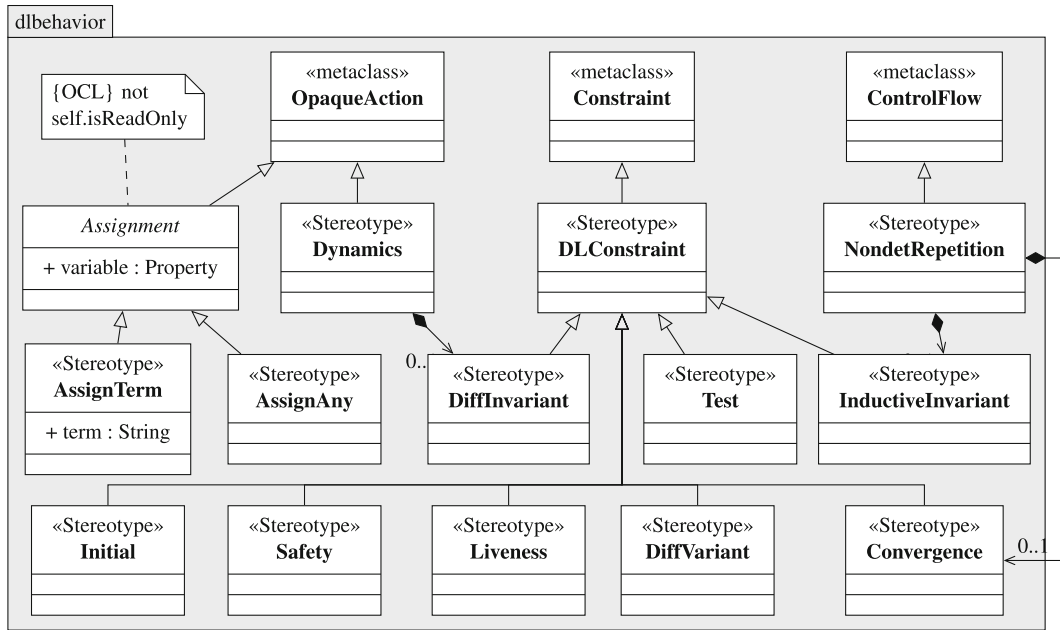 dlbehavior
{OCL} not
self.isReadOnly
«metaclass»
OpaqueAction
«metaclass»
Constraint
«metaclass»
ControlFlow
Assignment
+ variable : Property
«Stereotype»
Dynamics
«Stereotype»
DLConstraint
«Stereotype»
NondetRepetition
«Stereotype»
AssignTerm
+ term : String
«Stereotype»
AssignAny
0..
«Stereotype»
DiffInvariant
«Stereotype»
Test
«Stereotype»
InductiveInvariant
«Stereotype»
Initial
«Stereotype»
Safety
«Stereotype»
Liveness
«Stereotype»
DiffVariant
«Stereotype»
Convergence
0..1